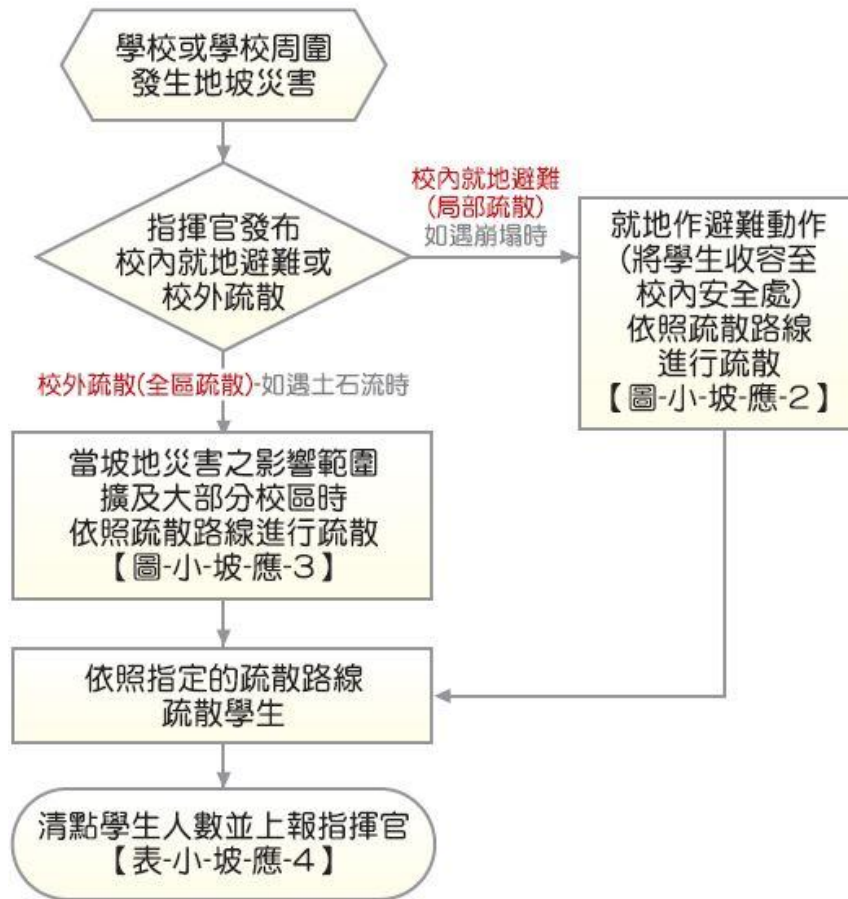 學校或學校周圍
發生地坡災害
指揮官發布
校內就地避難或
校外疏散
校內就地避難
(局部疏散)
如遇崩塌時
就地作避難動作
(將學生收容至
校內安全處)
依照疏散路線
進行疏散
【圖-小-坡-應-2】
校外疏散(全區疏散)-如遇土石流時
當坡地災害之影響範圍
擴及大部分校區時
依照疏散路線進行疏散
【圖-小-坡-應-3】
依照指定的疏散路線
疏散學生
清點學生人數並上報指揮官
【表-小-坡-應-4】